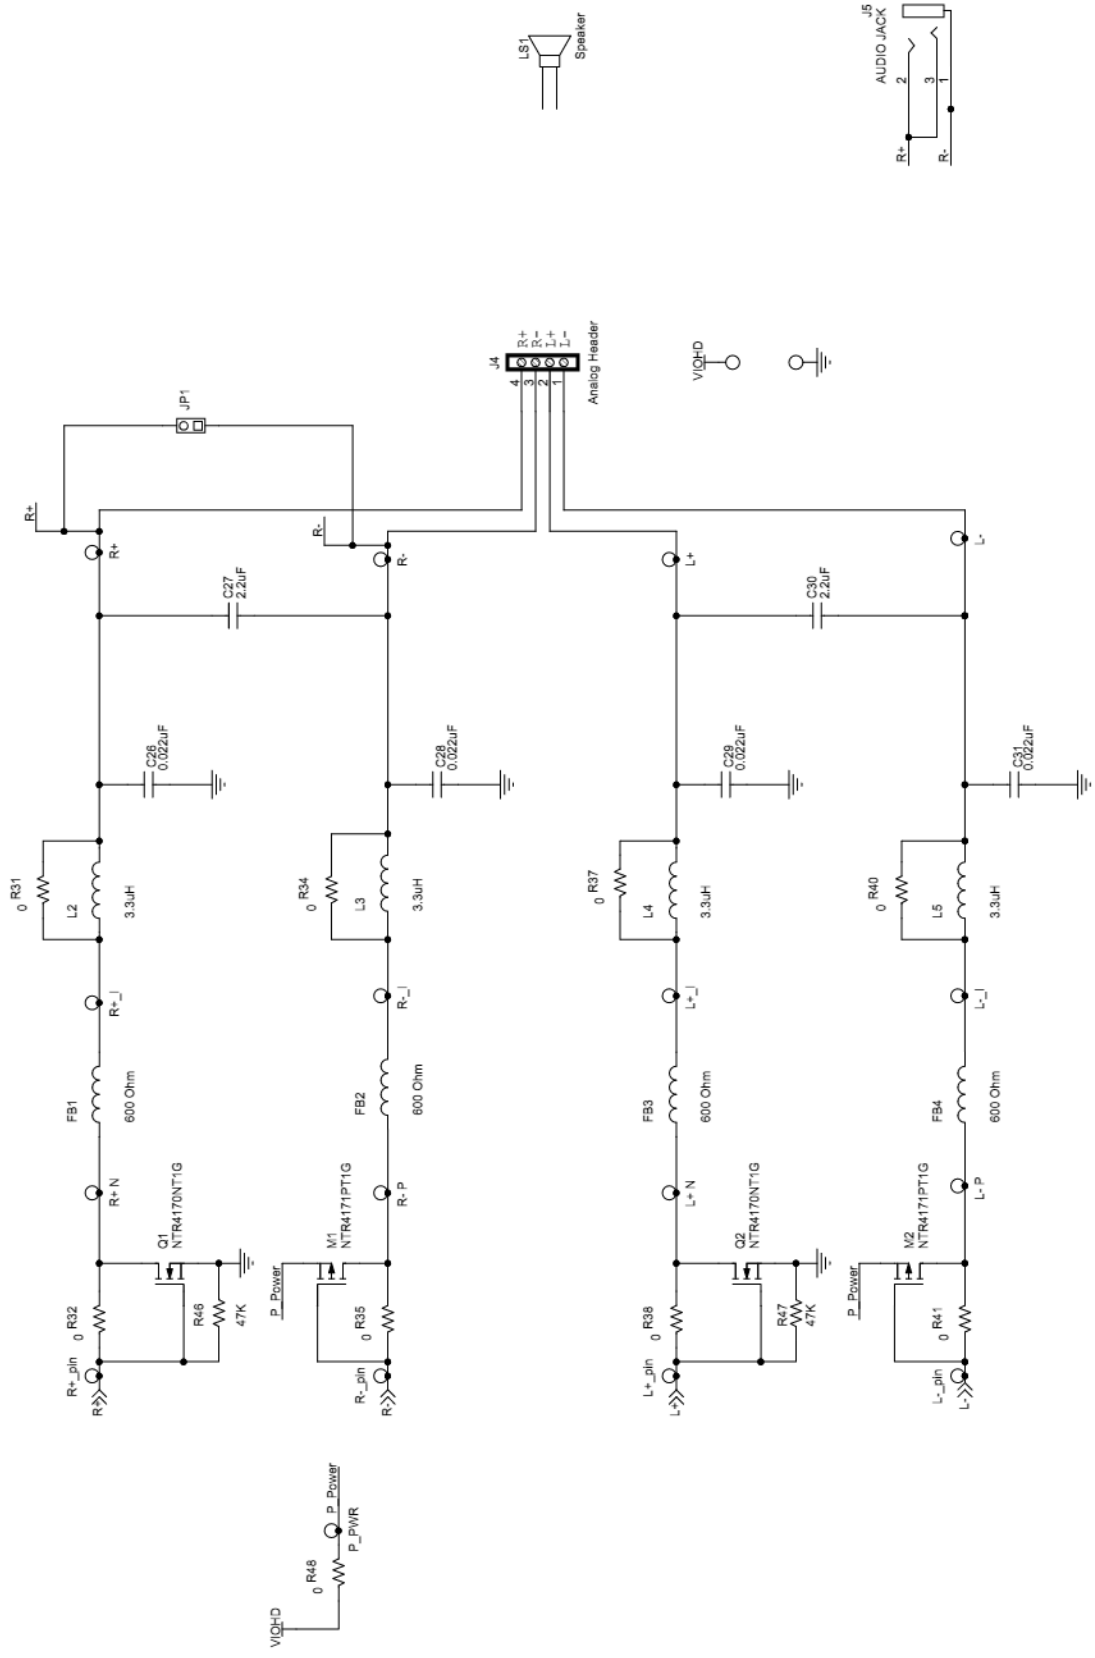 LS1
Speaker
J5
AUDIO JACK
2
3
1
R+
R-
J4
R+
R-
L+
L-
4
3
2
1
Analog Header
VIOHD
JP1
R+
R+
R-
R-
L+
L-
C27
2.2uF
C30
2.2uF
C26
0.022uF
C28
0.022uF
C29
0.022uF
C31
0.022uF
0 R31
L2
3.3uH
0 R34
L3
3.3uH
0 R37
L4
3.3uH
0 R40
L5
3.3uH
R+_I
R-_I
L+_I
L-_I
FB1
600 Ohm
FB2
600 Ohm
FB3
600 Ohm
FB4
600 Ohm
R+ N
R- P
L+ N
L- P
Q1
NTR4170NT1G
M1
NTR4171PT1G
Q2
NTR4170NT1G
M2
NTR4171PT1G
0 R32
R46
47K
P_Power
0 R35
0 R38
R47
47K
P_Power
0 R41
R+_pin
R+
R-_pin
R-
L+_pin
L+
L-_pin
L-
VIOHD
0 R48
P_Power
P_PWR